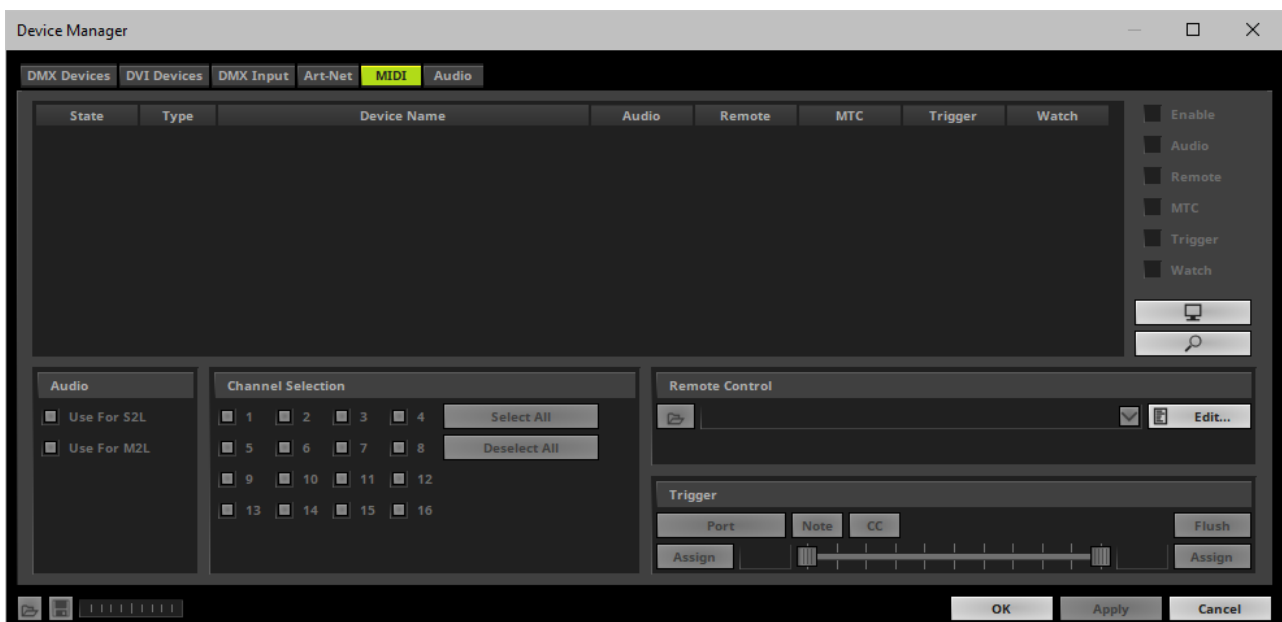 Device Manager
DMX Devices DVI Devices DMX Input Art-Net MIDI Audio
State Type Device Name Audio Remote MTC Trigger Watch
Enable
Audio
Remote
MTC
Trigger
Watch
Audio
Use For S2L
Use For M2L
Channel Selection
1 2 3 4 Select All
5 6 7 8 Deselect All
9 10 11 12
13 14 15 16
Remote Control
Edit...
Trigger
Port Note CC Flush
Assign Assign
OK Apply Cancel